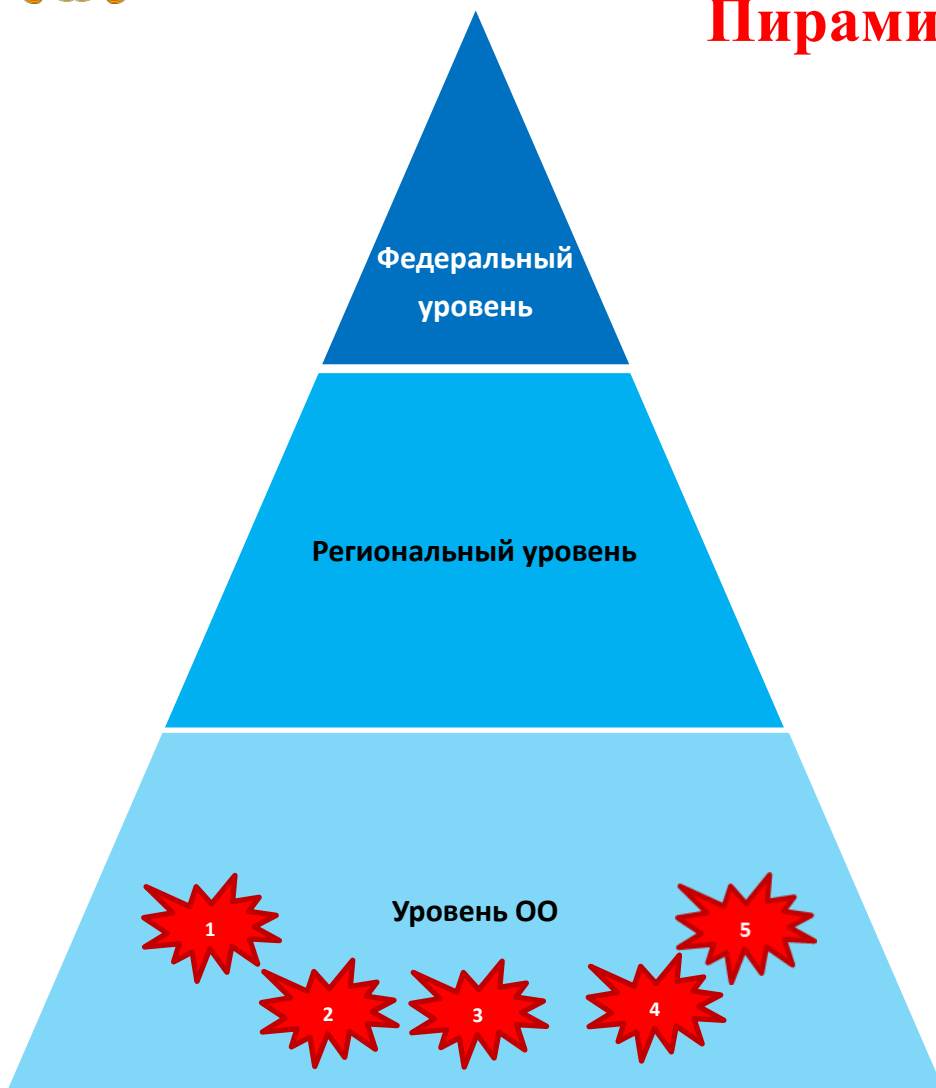 Пирами
Федеральный
уровень
Региональный уровень
Уровень ОО
1
5
2
3
4